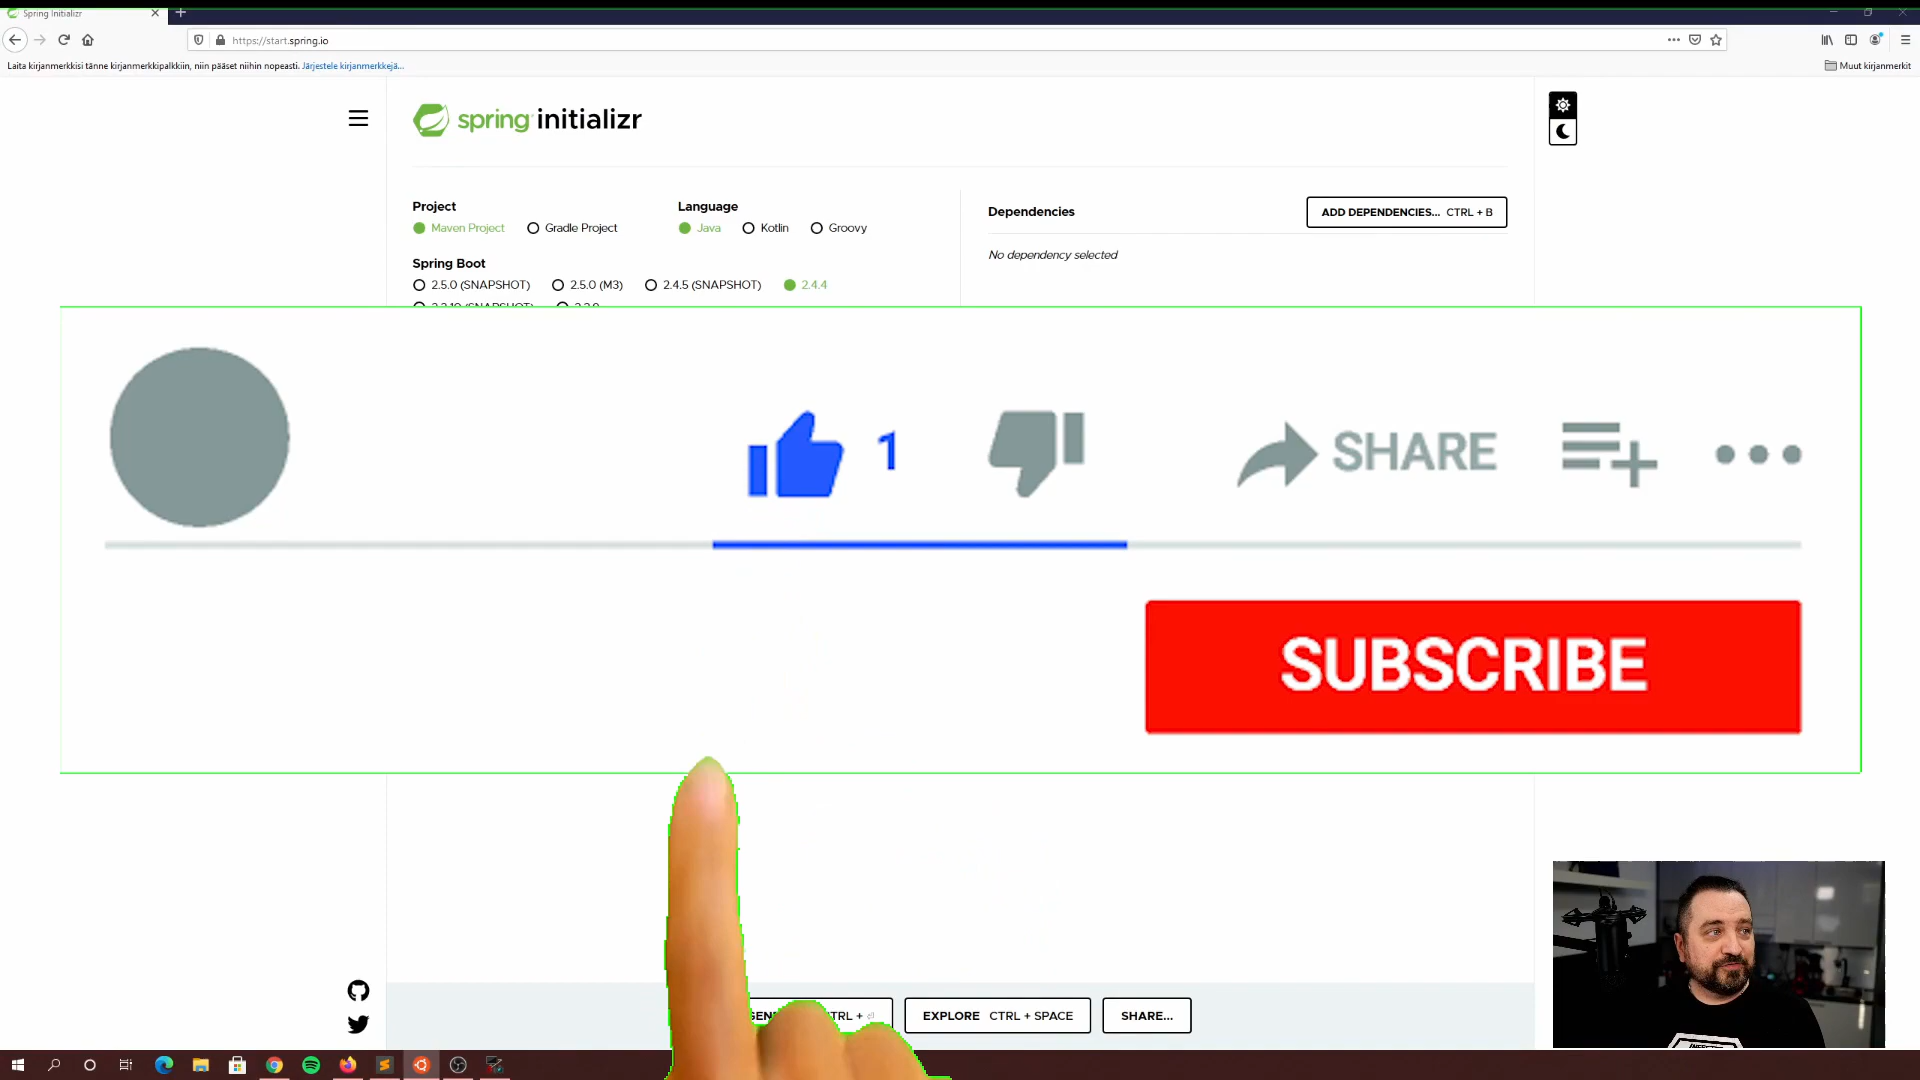 Spring Initializr
https://start.spring.io
Laita kirjanmerkkisi tänne kirjanmerkkipalkkiin, niin pääset niihin nopeasti. Järjestele kirjanmerkkejä...
Muut kirjanmerkit
spring initializr
Project
Language
Maven Project
Gradle Project
Java
Kotlin
Groovy
Dependencies
ADD DEPENDENCIES... CTRL + B
No dependency selected
Spring Boot
2.5.0 (SNAPSHOT)
2.5.0 (M3)
2.4.5 (SNAPSHOT)
2.4.4
1
SHARE
SUBSCRIBE
EXPLORE CTRL + SPACE
SHARE...